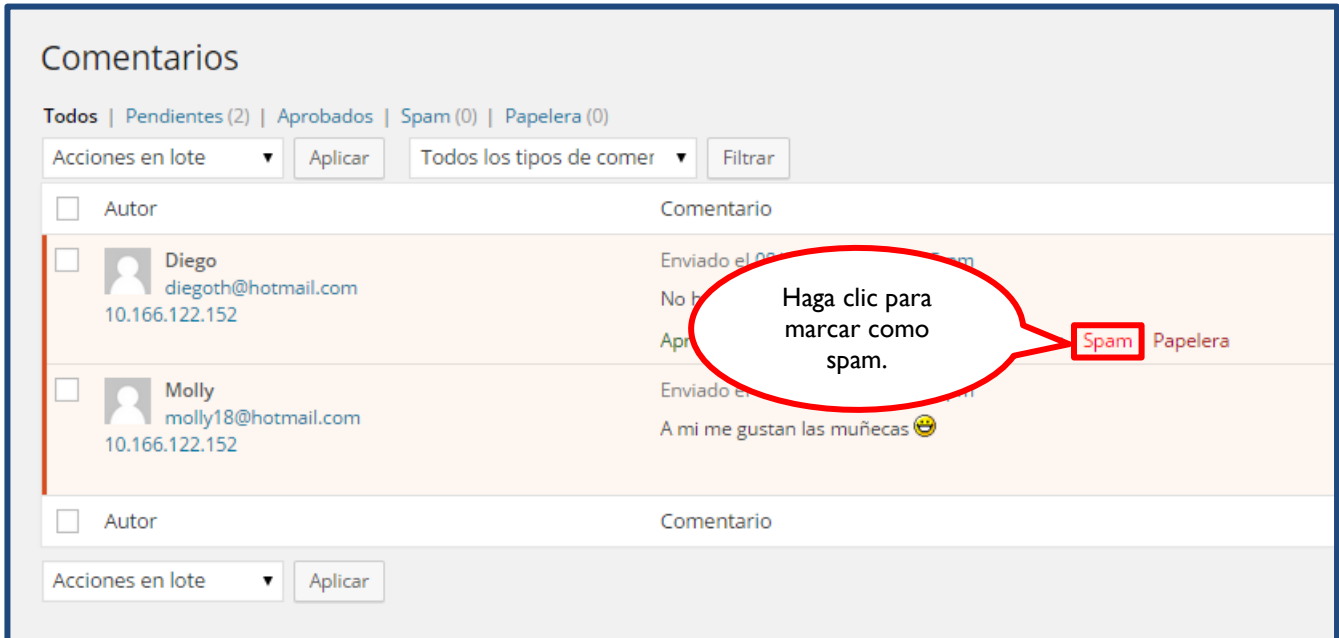 Comentarios
Todos | Pendientes (2) | Aprobados | Spam (0) | Papelera (0)
Acciones en lote Aplicar Todos los tipos de comer Filtrar
Autor Comentario
Diego Enviado el
diegoth@hotmail.com No
10.166.122.152
Haga clic para
marcar como
spam.
Spam Papelera
Molly Enviado
molly18@hotmail.com A mi me gustan las muñecas
10.166.122.152
Autor Comentario
Acciones en lote Aplicar